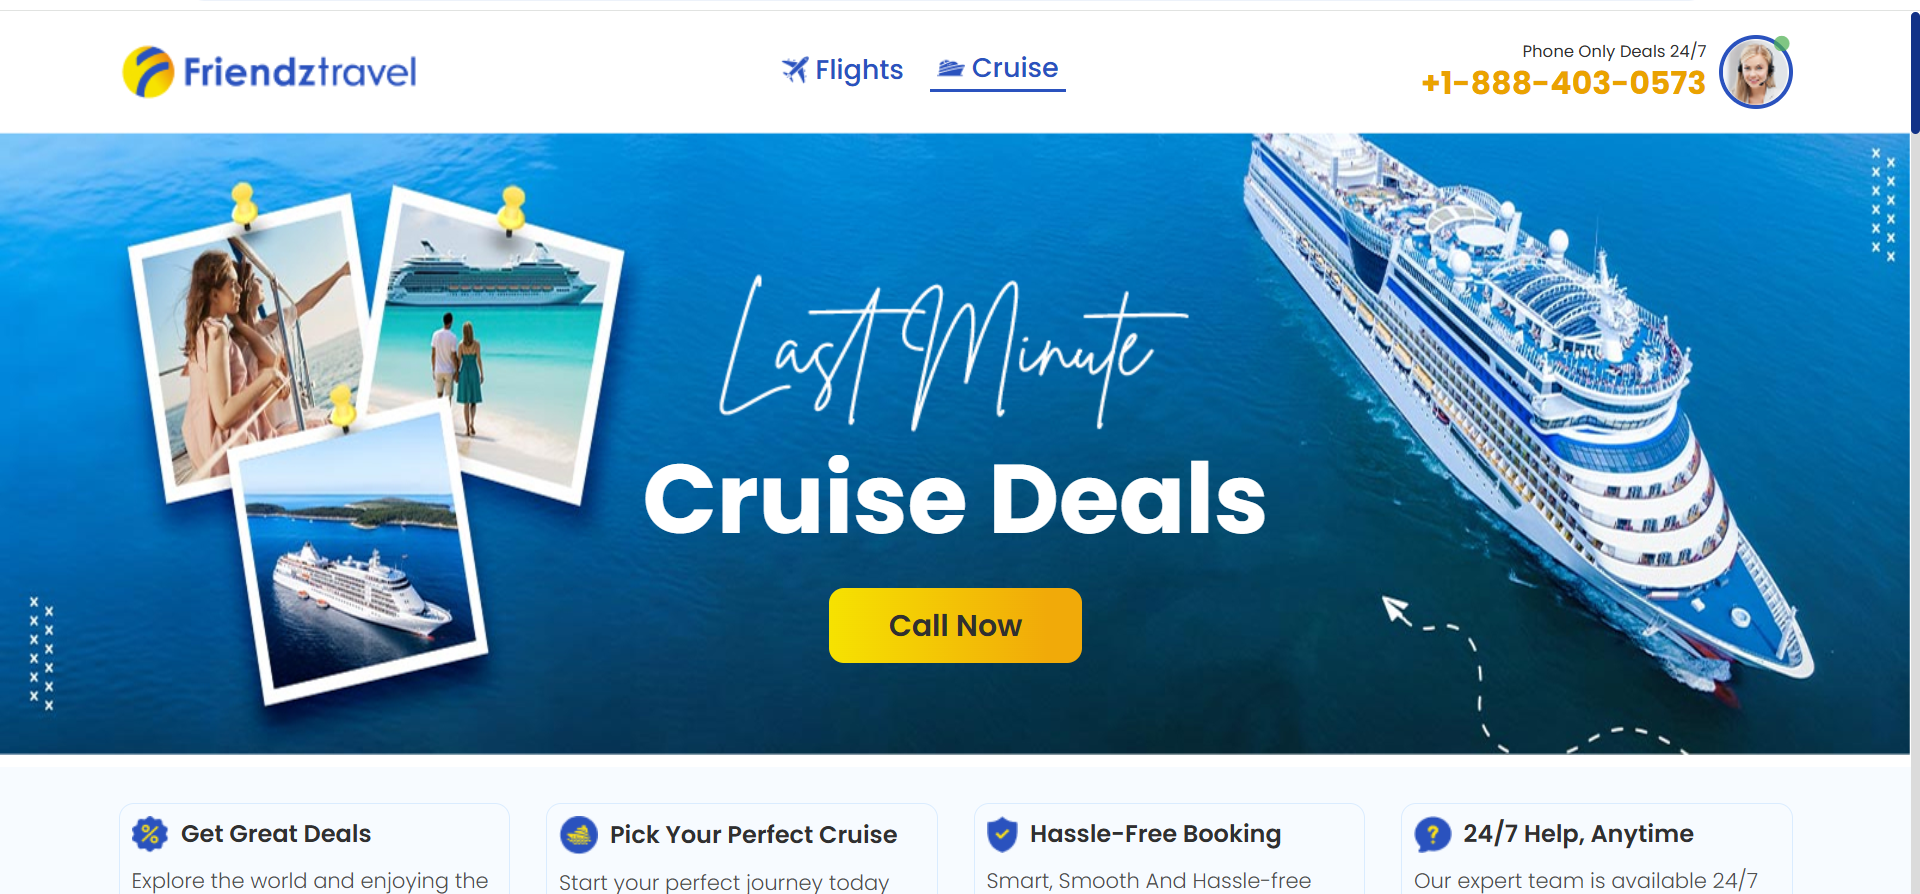 Friendztravel
Flights
Cruise
Phone Only Deals 24/7
+1-888-403-0573
Last Minute
Cruise Deals
Call Now
Get Great Deals
Explore the world and enjoying the
Pick Your Perfect Cruise
Start your perfect journey today
Hassle-Free Booking
Smart, Smooth And Hassle-free
24/7 Help, Anytime
Our expert team is available 24/7